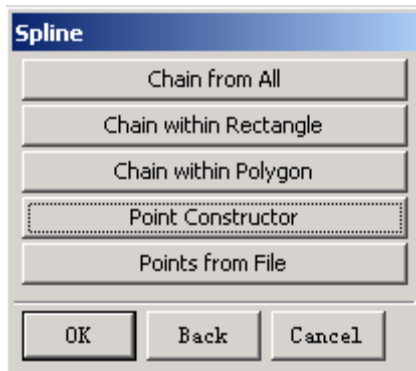 Spline
Chain from All
Chain within Rectangle
Chain within Polygon
Point Constructor
Points from File
OK Back Cancel